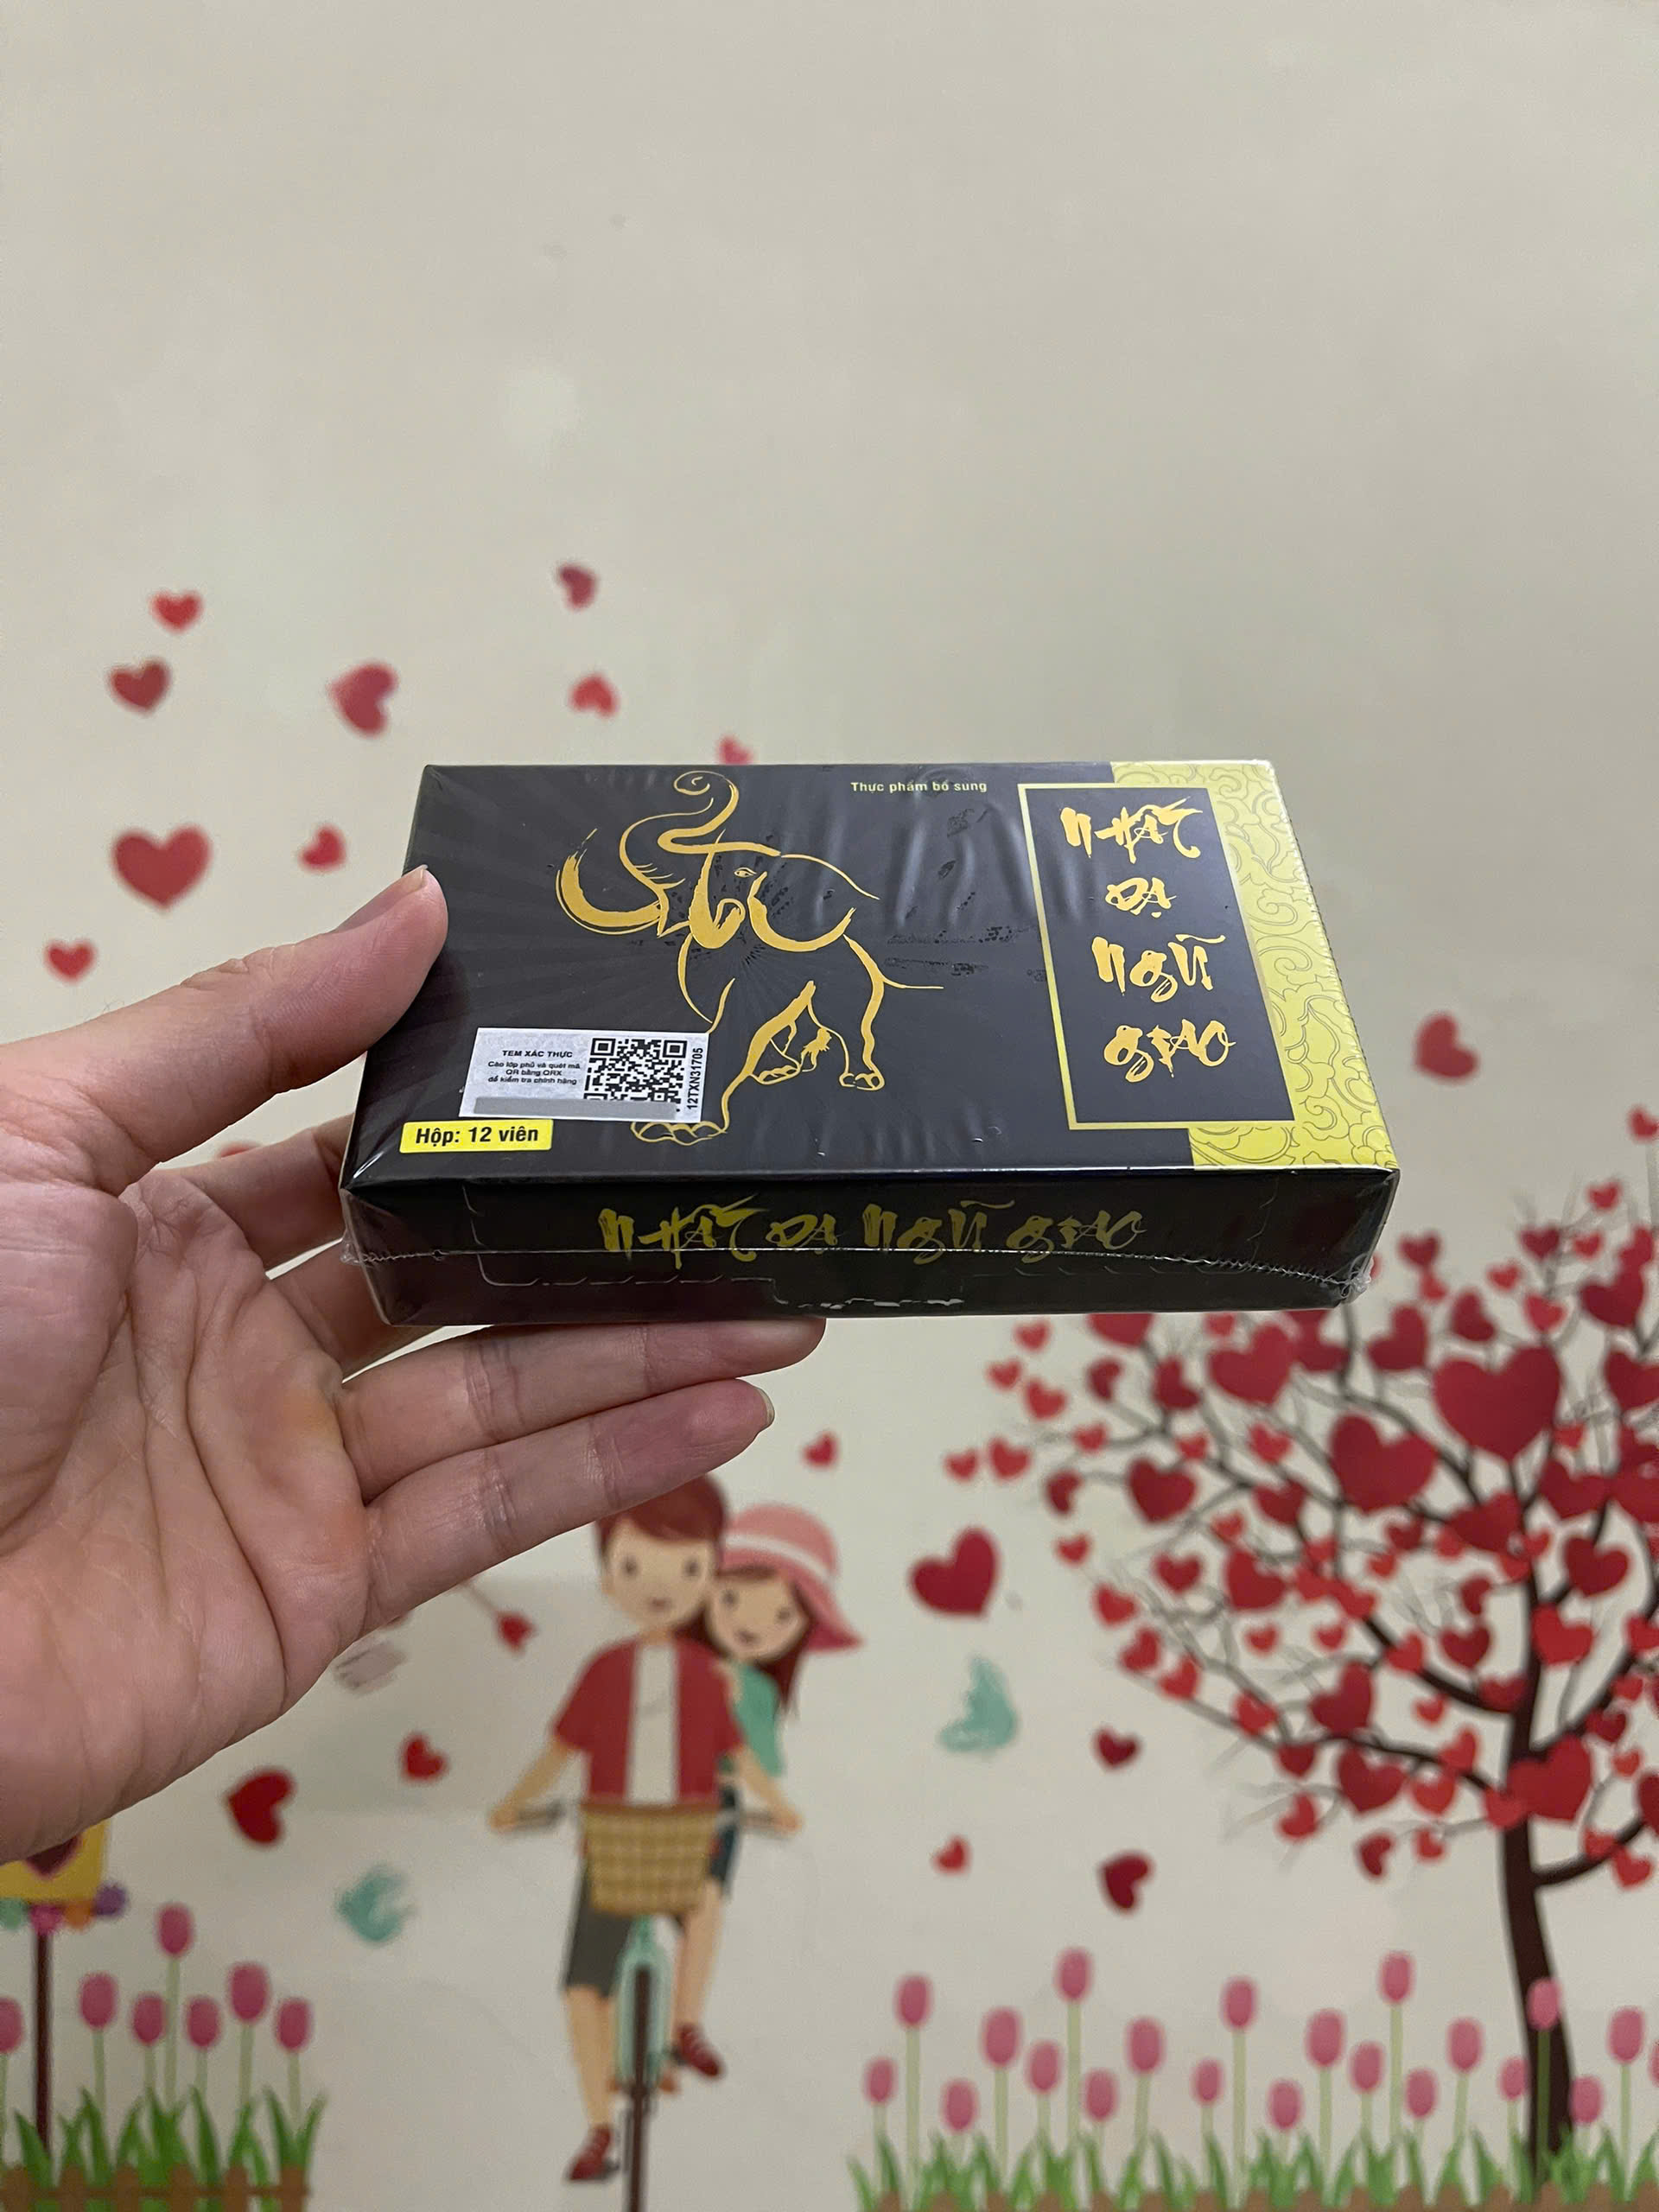 Thực phẩm bổ sung
NHẤT
DẠ
NGŨ
GIAO
TEM XÁC THỰC
Cào lớp phủ và quét mã
QR bằng QRX
để kiểm tra chính hãng
12TXN31705
Hộp: 12 viên
NHẤT DẠ NGŨ GIAO